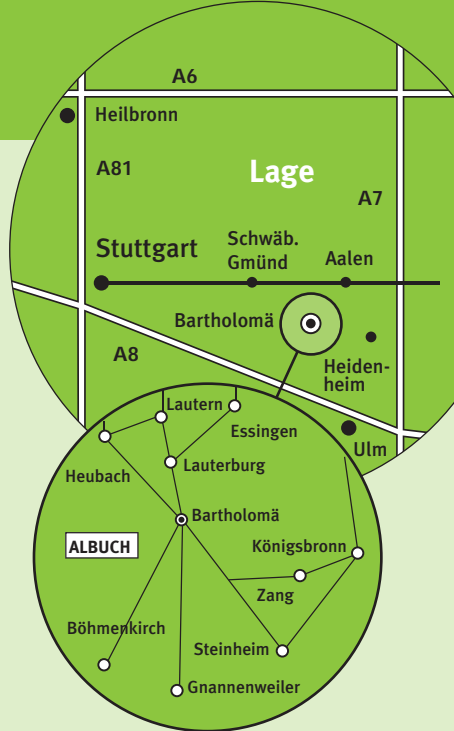 A6
Heilbronn
A81
Lage
A7
Stuttgart
Schwäb.
Gmünd
Aalen
Bartholomä
A8
Heiden-
heim
Lautern
Essingen
Ulm
Heubach
Lauterburg
Bartholomä
ALBUCH
Königsbronn
Zang
Böhmenkirch
Steinheim
Gnannenweiler